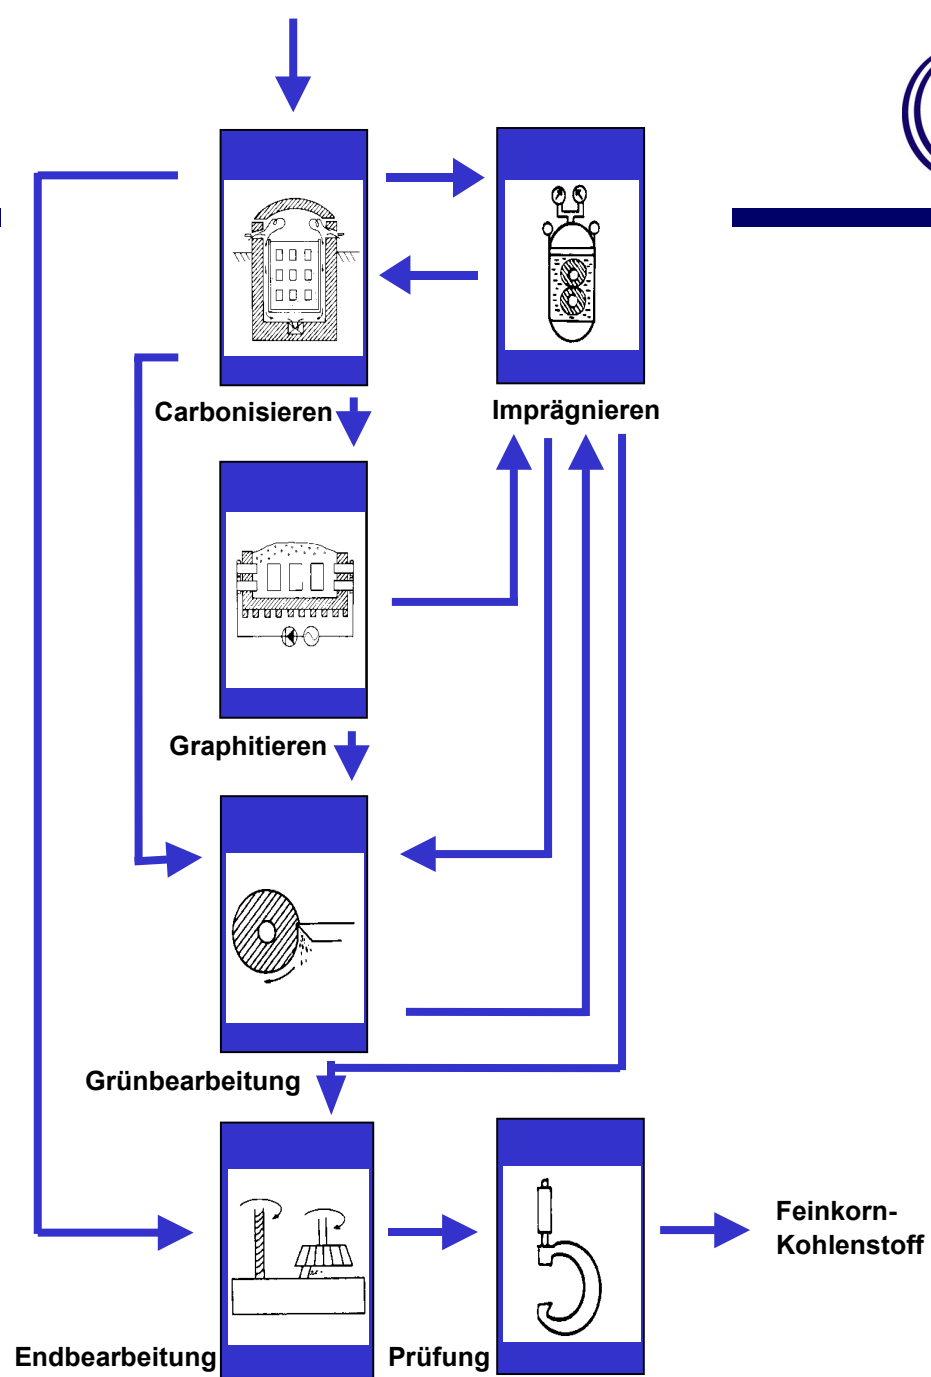 Carbonisieren
Imprägnieren
Graphitieren
Grünbearbeitung
Feinkorn-
Kohlenstoff
Endbearbeitung
Prüfung